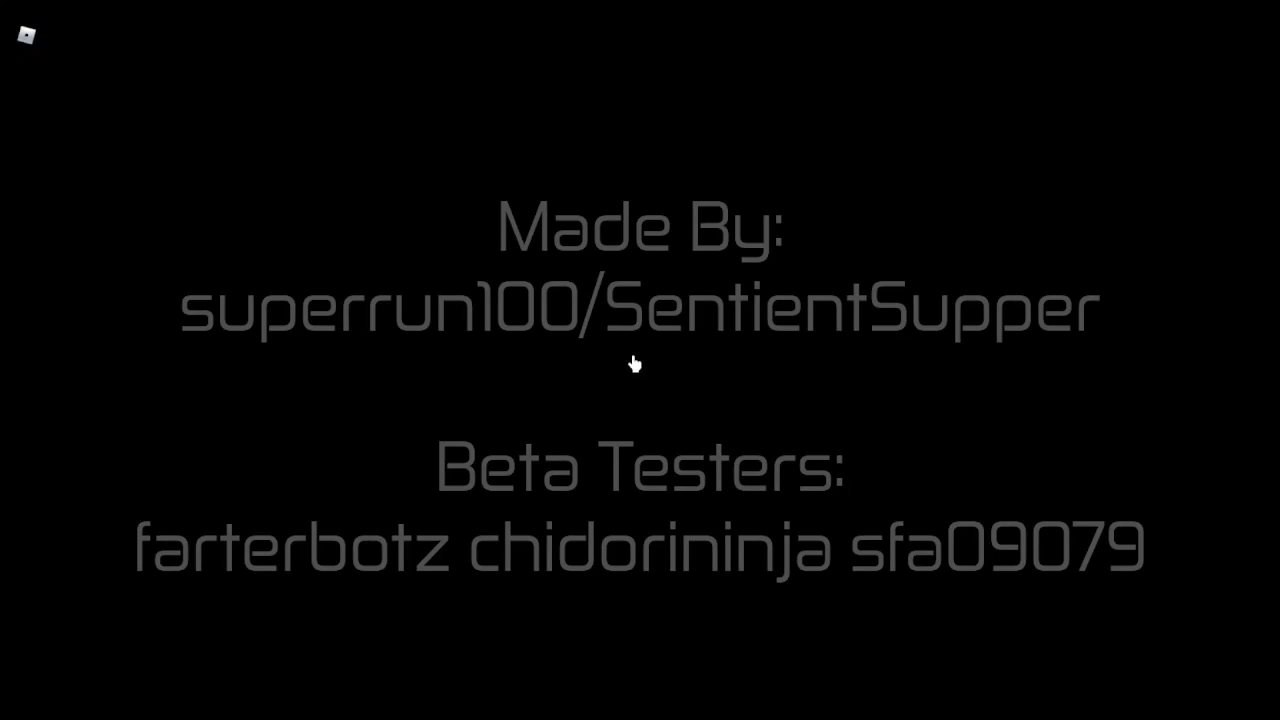 Made By:
superrun100/SentientSupper
Beta Testers:
farterbotz chidorininja sfa09079